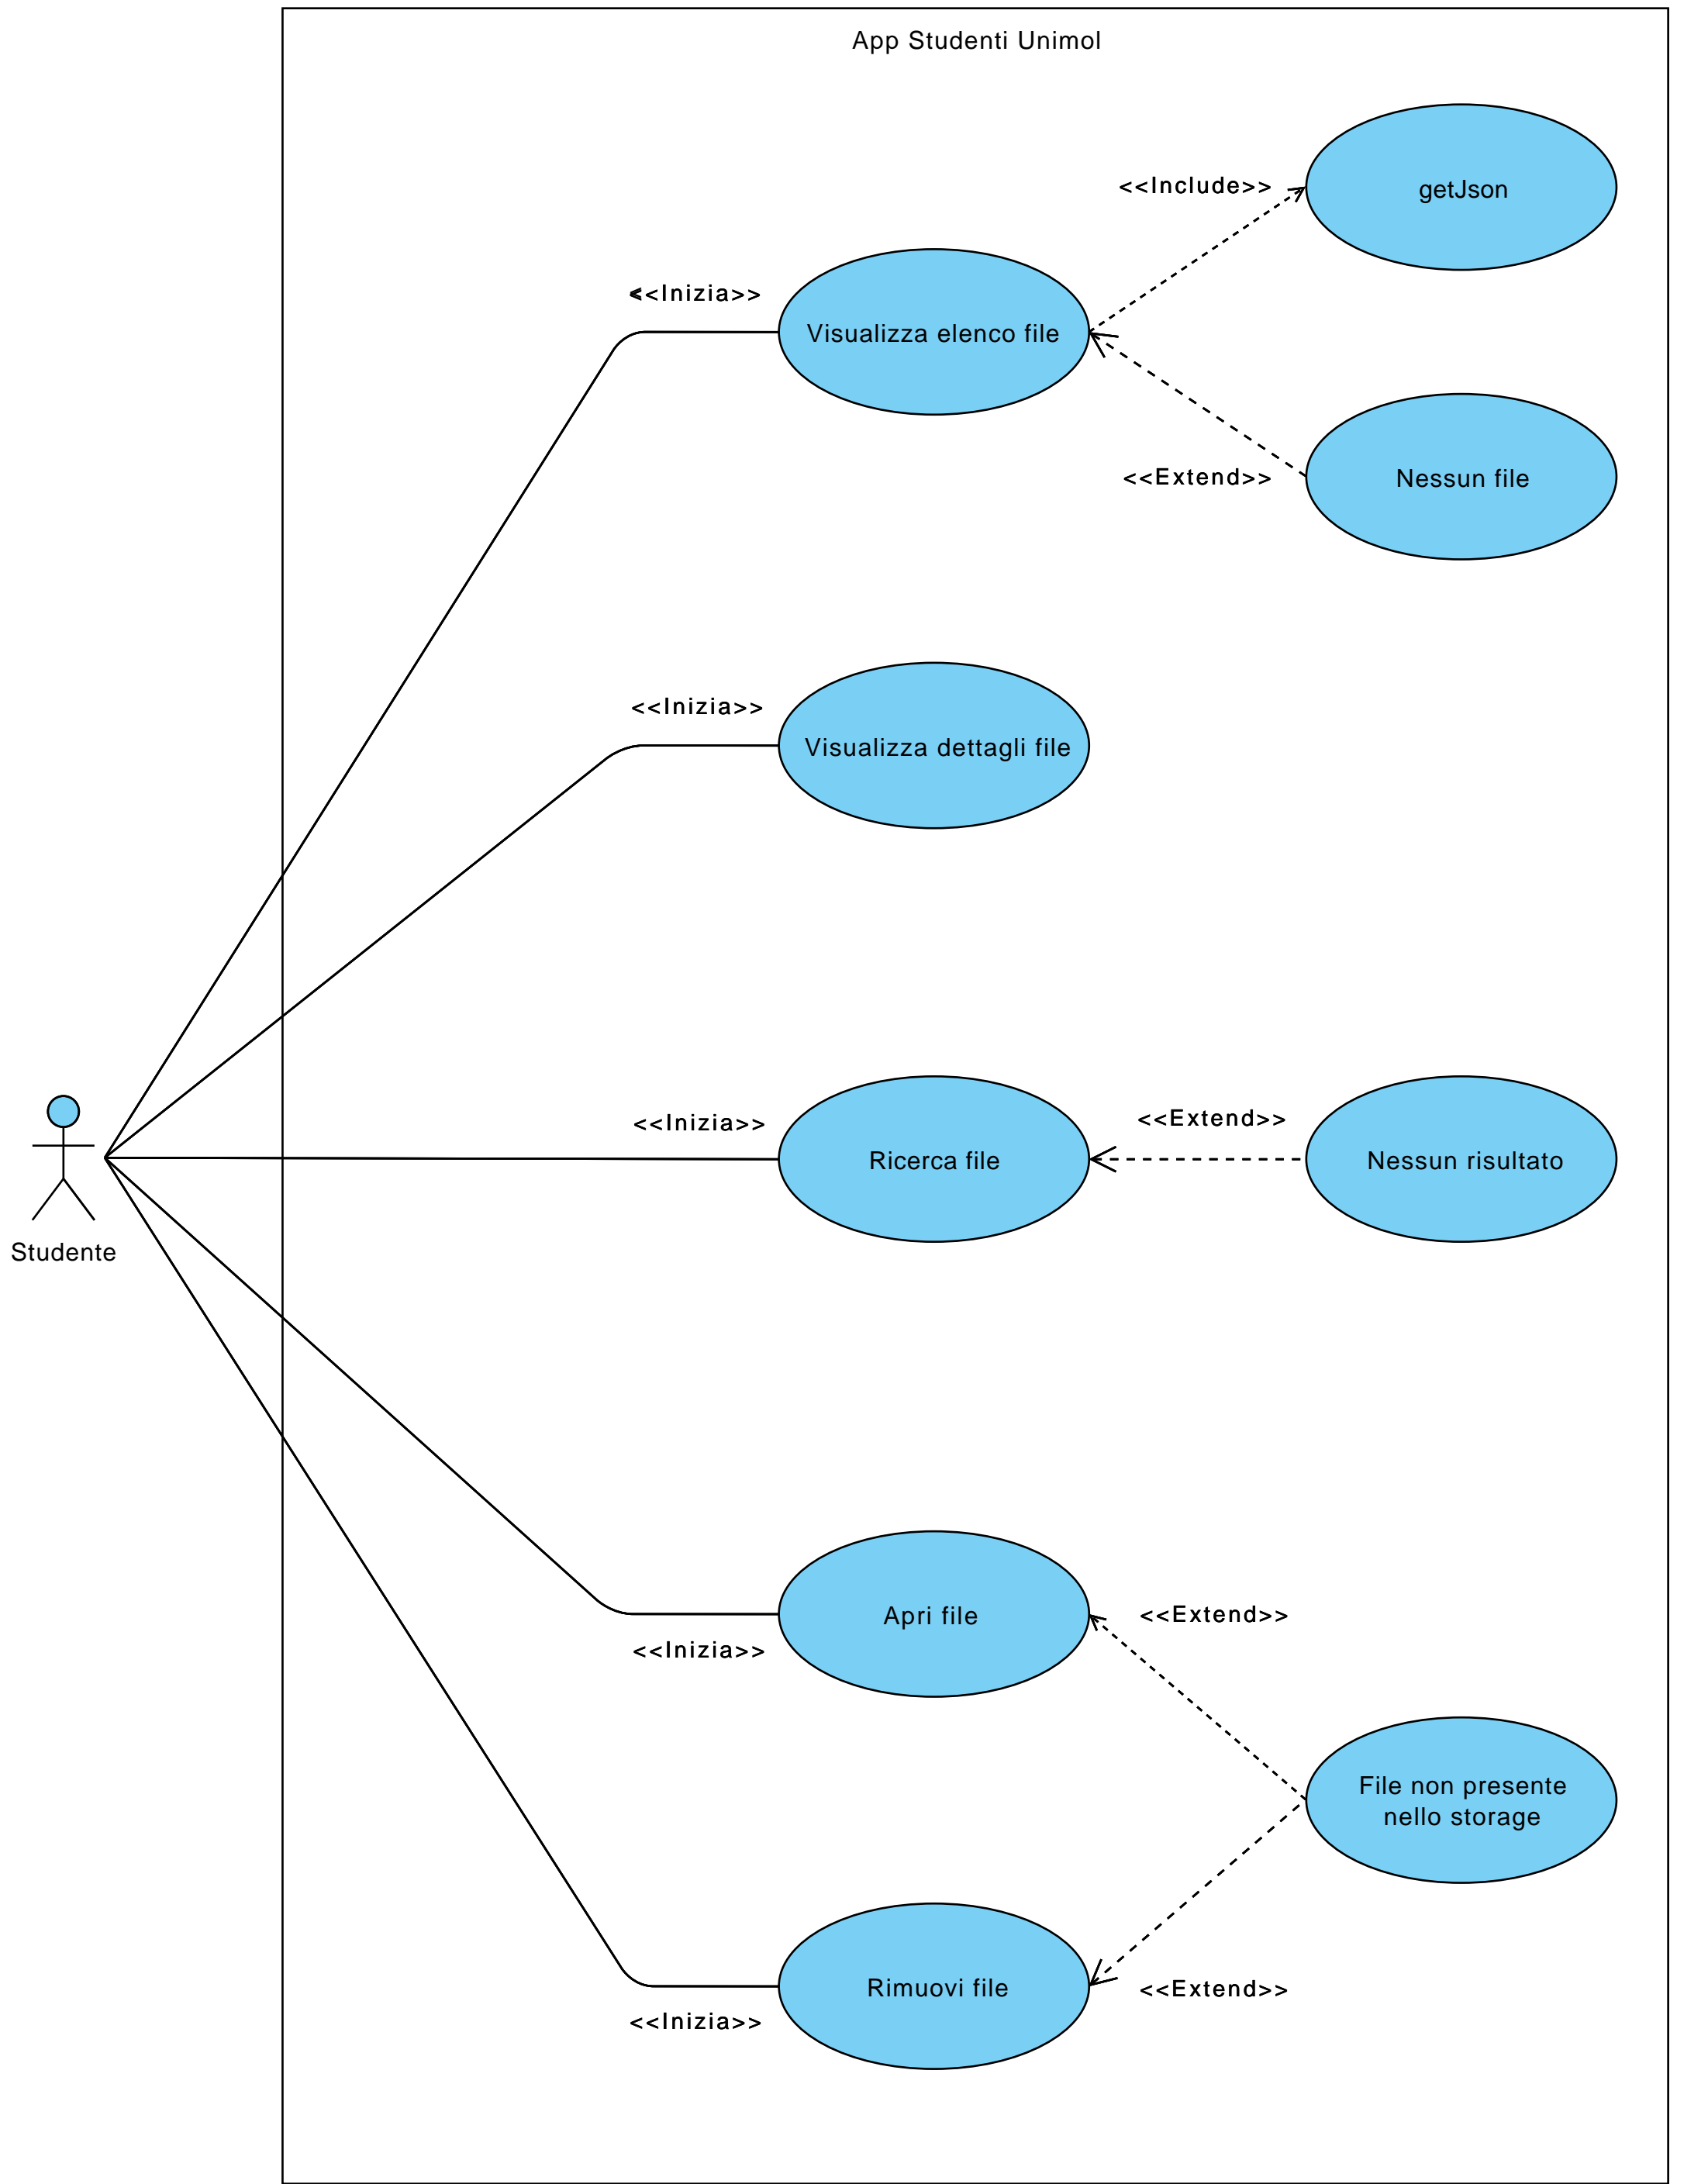 App Studenti Unimol
<<Include>>
getJson
<<Inizia>>
Visualizza elenco file
<<Extend>>
Nessun file
<<Inizia>>
Visualizza dettagli file
<<Inizia>>
Ricerca file
<<Extend>>
Nessun risultato
Studente
Apri file
<<Inizia>>
<<Extend>>
File non presente
nello storage
Rimuovi file
<<Inizia>>
<<Extend>>